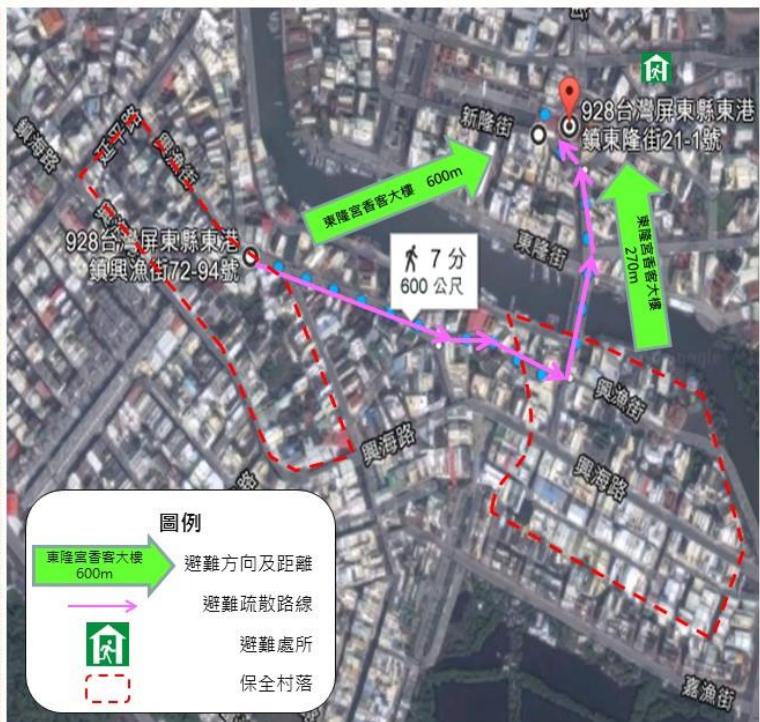 新隆街
928台灣屏東縣東港
鎮東隆街21-1號
鎮海路
延平路
興漁街
東隆宮香客大樓 600m
928台灣屏東縣東港
鎮興漁街72-94號
東隆街
東隆宮香客大樓
270m
7 分
600 公尺
興漁街
興海路
興海路
嘉漁街
圖例
東隆宮香客大樓
600m
避難方向及距離
避難疏散路線
避難處所
保全村落